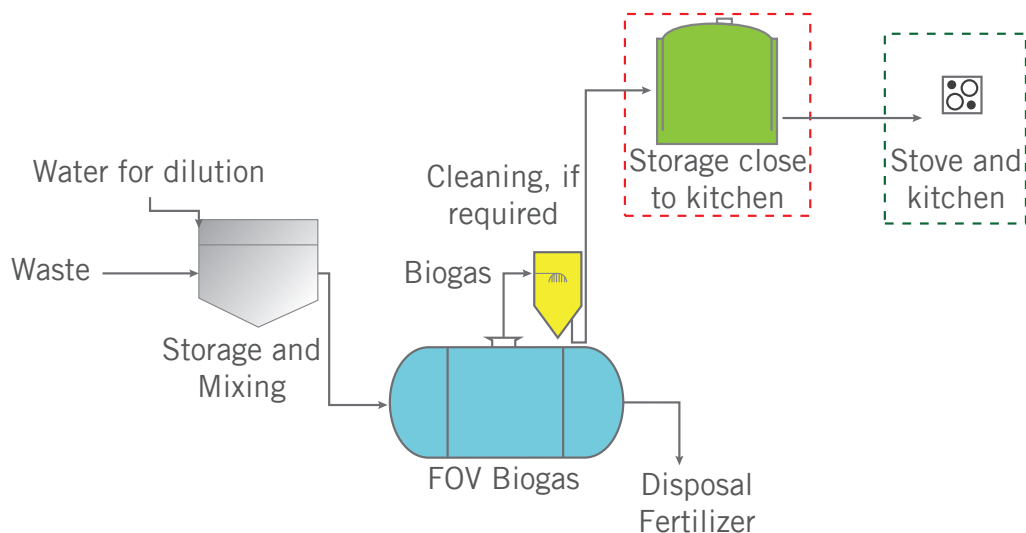 Water for dilution
Waste
Storage and
Mixing
Biogas
Cleaning, if
required
FOV Biogas
Disposal
Fertilizer
Storage close
to kitchen
Stove and
kitchen